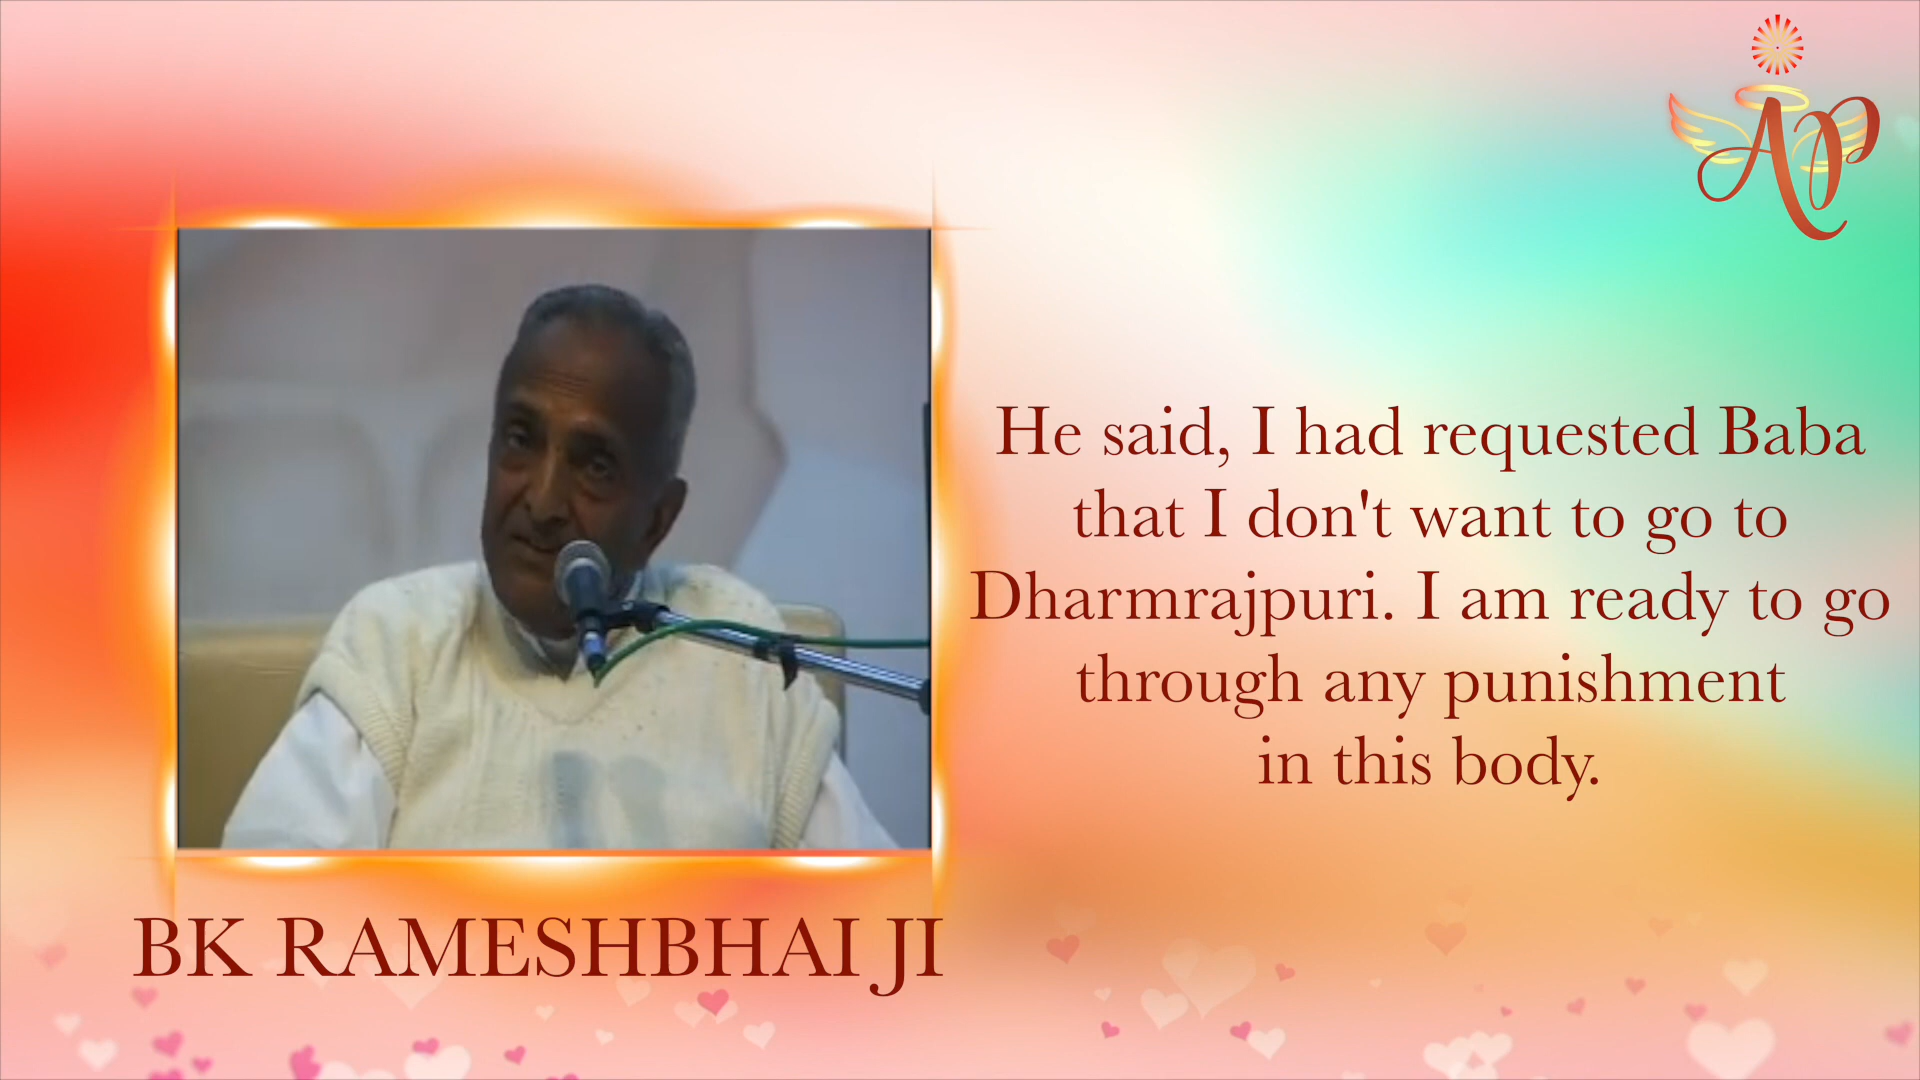 AP
He said, I had requested Baba
that I don't want to go to
Dharmrajpuri. I am ready to go
through any punishment
in this body.
BK RAMESHBHAI JI